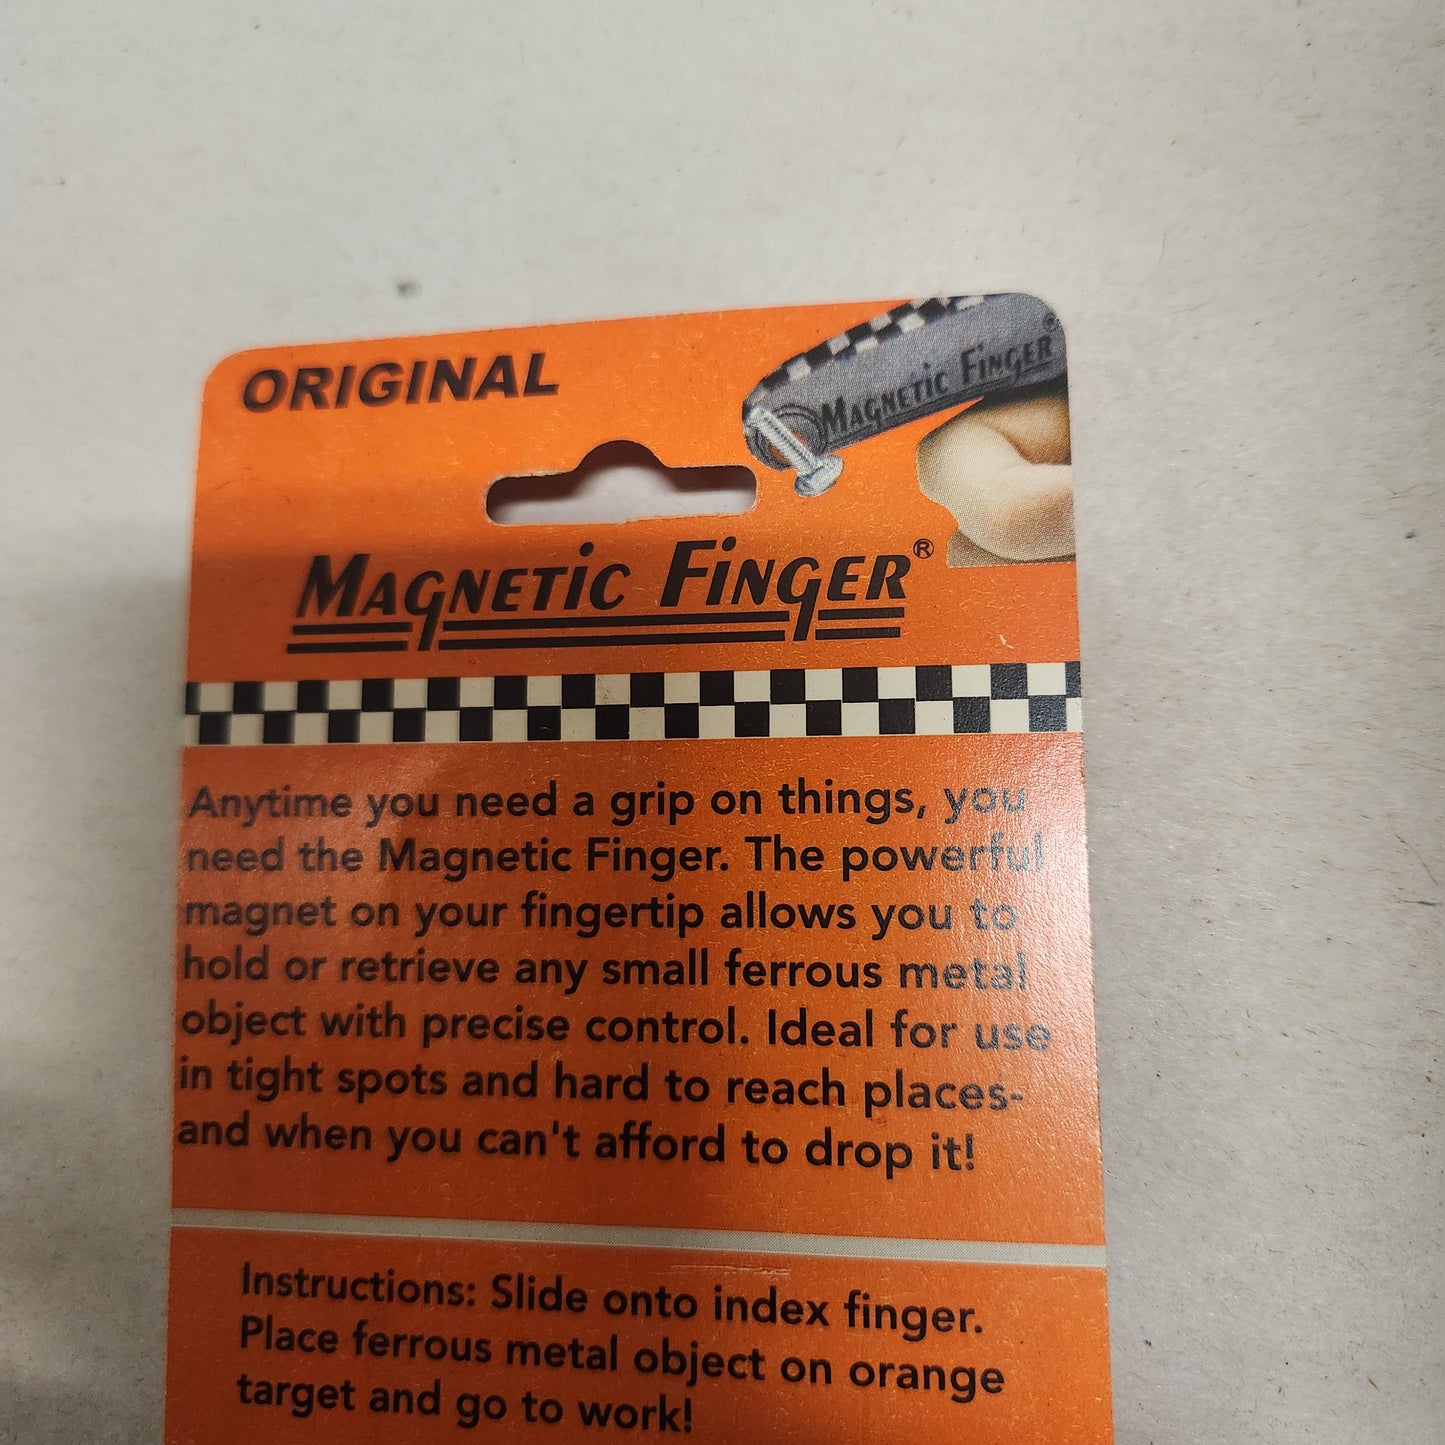 ORIGINAL
MAGNETIC FINGER®
MAGNETIC FINGER®
Anytime you need a grip on things, you
need the Magnetic Finger. The powerful
magnet on your fingertip allows you to
hold or retrieve any small ferrous metal
object with precise control. Ideal for use
in tight spots and hard to reach places-
and when you can't afford to drop it!
Instructions: Slide onto index finger.
Place ferrous metal object on orange
target and go to work!